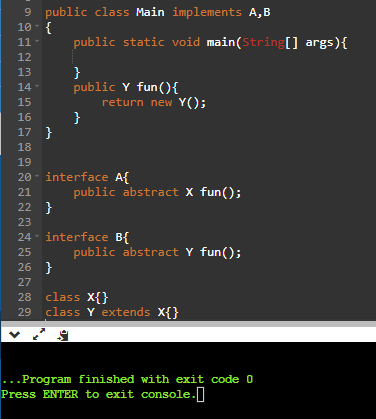 9 public class Main implements A,B
10 {
11     public static void main(String[] args){
12
13     }
14     public Y fun(){
15         return new Y();
16     }
17 }
18
19
20 interface A{
21     public abstract X fun();
22 }
23
24 interface B{
25     public abstract Y fun();
26 }
27
28 class X{}
29 class Y extends X{}
...Program finished with exit code 0
Press ENTER to exit console.